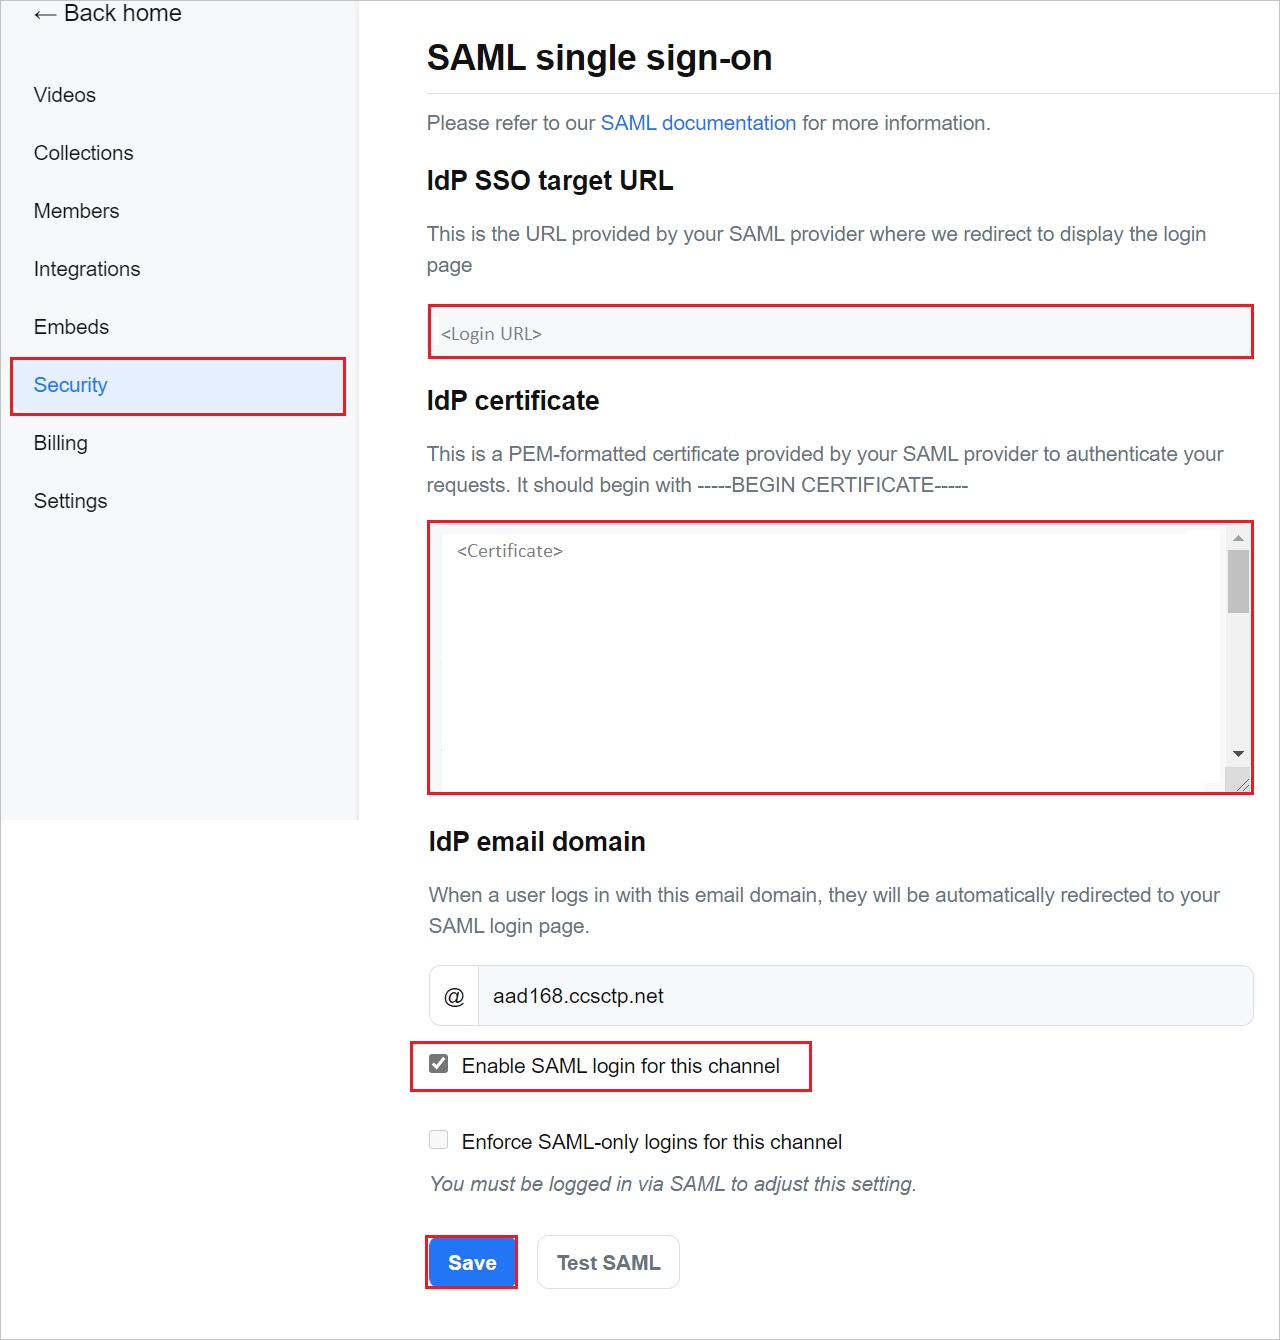 ← Back home
Videos
Collections
Members
Integrations
Embeds
Security
Billing
Settings
SAML single sign-on
Please refer to our SAML documentation for more information.
IdP SSO target URL
This is the URL provided by your SAML provider where we redirect to display the login
page
<Login URL>
IdP certificate
This is a PEM-formatted certificate provided by your SAML provider to authenticate your
requests. It should begin with -----BEGIN CERTIFICATE-----
<Certificate>
IdP email domain
When a user logs in with this email domain, they will be automatically redirected to your
SAML login page.
@ aad168.ccsctp.net
Enable SAML login for this channel
Enforce SAML-only logins for this channel
You must be logged in via SAML to adjust this setting.
Save Test SAML